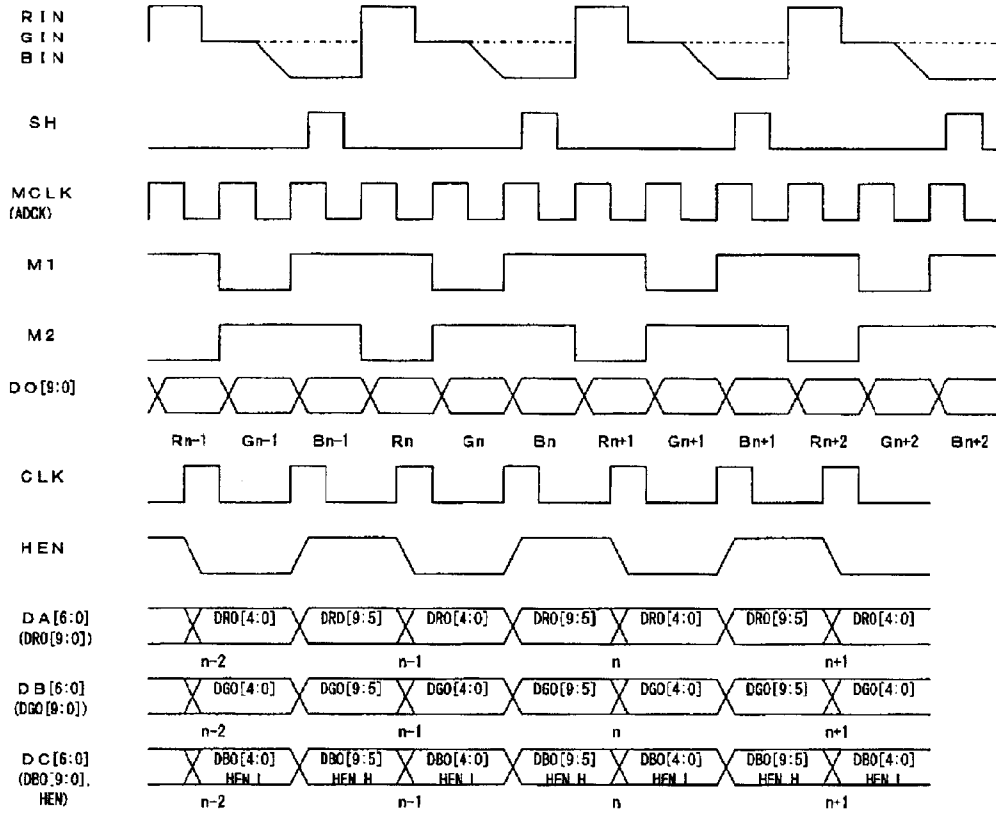 RIN
GIN
BIN
SH
MCLK
(ADCK)
M1
M2
DO[9:0]
Rn-1 Gn-1 Bn-1 Rn Gn Bn Rn+1 Gn+1 Bn+1 Rn+2 Gn+2 Bn+2
CLK
HEN
DA[6:0]
(DRO[9:0])
DRO[4:0] DRO[9:5] DRO[4:0] DRO[9:5] DRO[4:0] DRO[9:5] DRO[4:0]
n-2 n-1 n n+1
DB[6:0]
(DGO[9:0])
DGO[4:0] DGO[9:5] DGO[4:0] DGO[9:5] DGO[4:0] DGO[9:5] DGO[4:0]
n-2 n-1 n n+1
DC[6:0]
(DBO[9:0],
HEN)
DBO[4:0] DBO[9:5] DBO[4:0] DBO[9:5] DBO[4:0] DBO[9:5] DBO[4:0]
HEN L HEN H HEN L HEN H HEN L HEN H HEN L
n-2 n-1 n n+1